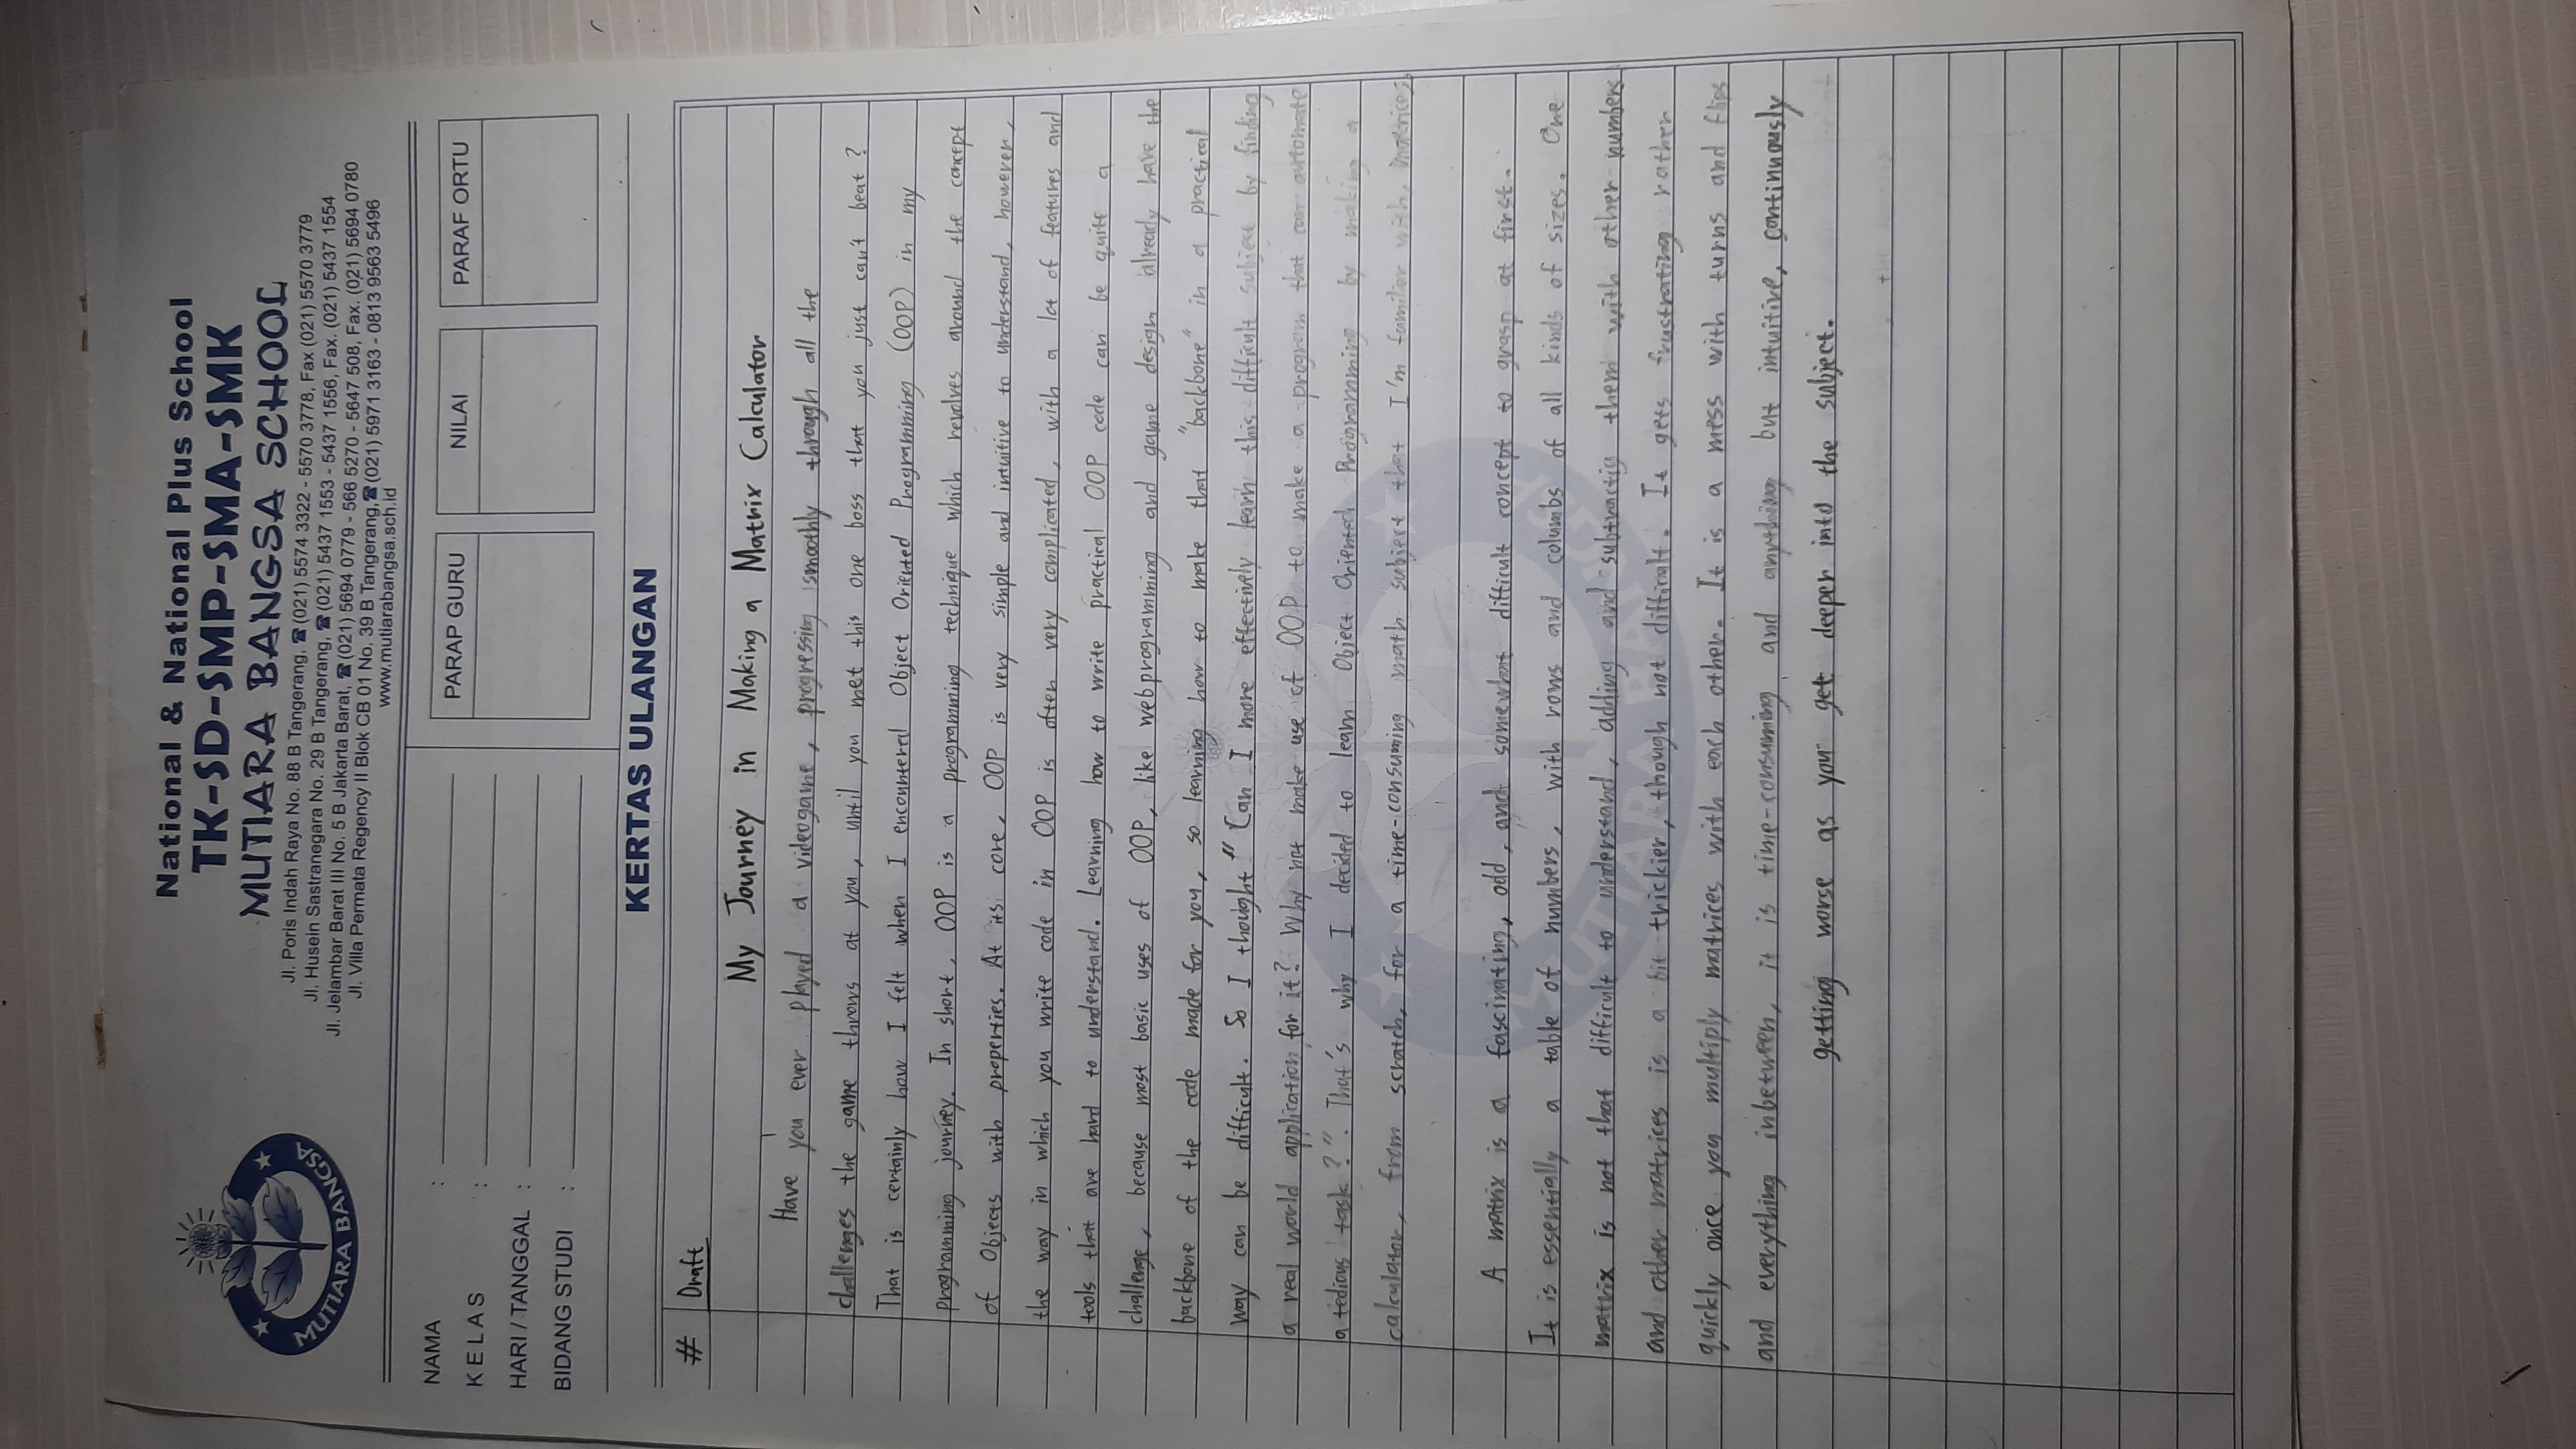 National & National Plus School
TK-SD-SMP-SMA-SMK
MUTIARA BANGSA SCHOOL
Jl. Poris Indah Raya No. 88 B Tangerang, ☎ (021) 5574 3322 - 5570 3778, Fax (021) 5570 3779
Jl. Husein Sastranegara No. 29 B Tangerang, ☎ (021) 5437 1553 - 5437 1556, Fax. (021) 5437 1554
Jl. Jelambar Barat III No. 5 B Jakarta Barat, ☎ (021) 5694 0779 - 566 5270 - 5647 508, Fax. (021) 5694 0780
Jl. Villa Permata Regency II Blok CB 01 No. 39 B Tangerang, ☎ (021) 5971 3163 - 0813 9563 5496
www.mutiarabangsa.sch.id
MUTIARA BANGSA
NAMA :
KELAS :
HARI / TANGGAL :
BIDANG STUDI :
PARAP GURU
NILAI
PARAF ORTU
KERTAS ULANGAN
# Draft
My Journey in Making a Matrix Calculator
Have you ever played a videogame, progressing smoothly through all the
challenges the game throws at you, until you met this one boss that you just can't beat?
That is certainly how I felt when I encountered Object Oriented Programming (OOP) in my
programming journey. In short, OOP is a programming technique which revolves around the concept
of Objects with properties. At its core, OOP is very simple and intuitive to understand, however,
the way in which you write code in OOP is often very complicated, with a lot of features and
tools that are hard to understand. Learning how to write practical OOP code can be quite a
challenge, because most basic uses of OOP, like webprogramming and game design already have the
backbone of the code made for you, so learning how to make that "backbone" in a practical
way can be difficult. So I thought "Can I more effectively learn this difficult subject by finding
a real world application for it? Why not make use of OOP to make a program that can automate
a tedious task?". That's why I decided to learn Object Oriented Programming by making a
calculator, from scratch, for a time-consuming math subject that I'm familiar with, matrices.
A matrix is a fascinating, odd, and somewhat difficult concept to grasp at first.
It is essentially a table of numbers, with rows and columbs of all kinds of sizes. One
matrix is not that difficult to understand, adding and subtractig them with other numbers
and other matrices is a bit trickier, though not difficult. It gets frustrating rather
quickly once you multiply matrices with each other. It is a mess with turns and flips
and everything inbetween, it is time-consuming and anything but intuitive, continuously
getting worse as you get deeper into the subject.
MUTIARA BANGSA